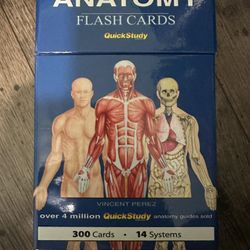 ANATOMY
FLASH CARDS
QuickStudy
VINCENT PEREZ
over 4 million QuickStudy anatomy guides sold
300 Cards • 14 Systems